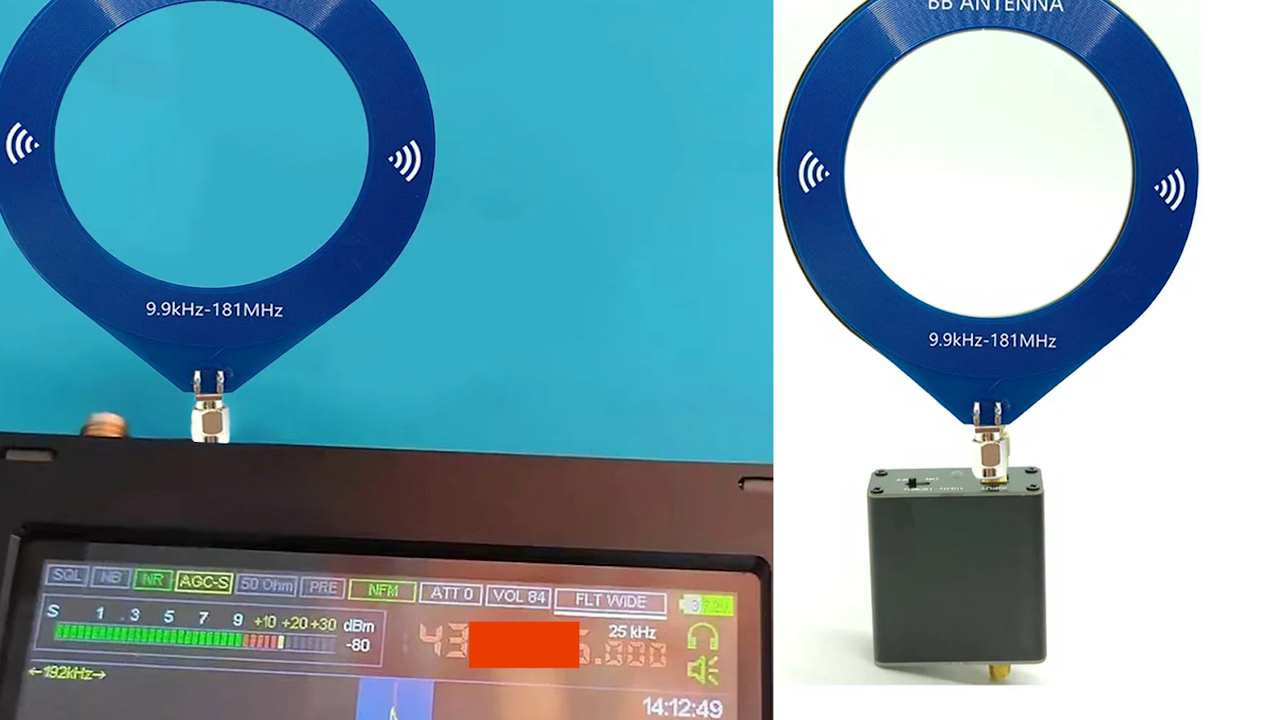 9.9kHz-181MHz
SQL NB NR AGC-S 50 Ohm PRE NFM ATT 0 VOL 84 FLT WIDE
S 1 .3 5 7 9 +10 +20 +30 dBm
-80
25 kHz
43
.000
←192kHz→
14:12:49
BB ANTENNA
9.9kHz-181MHz